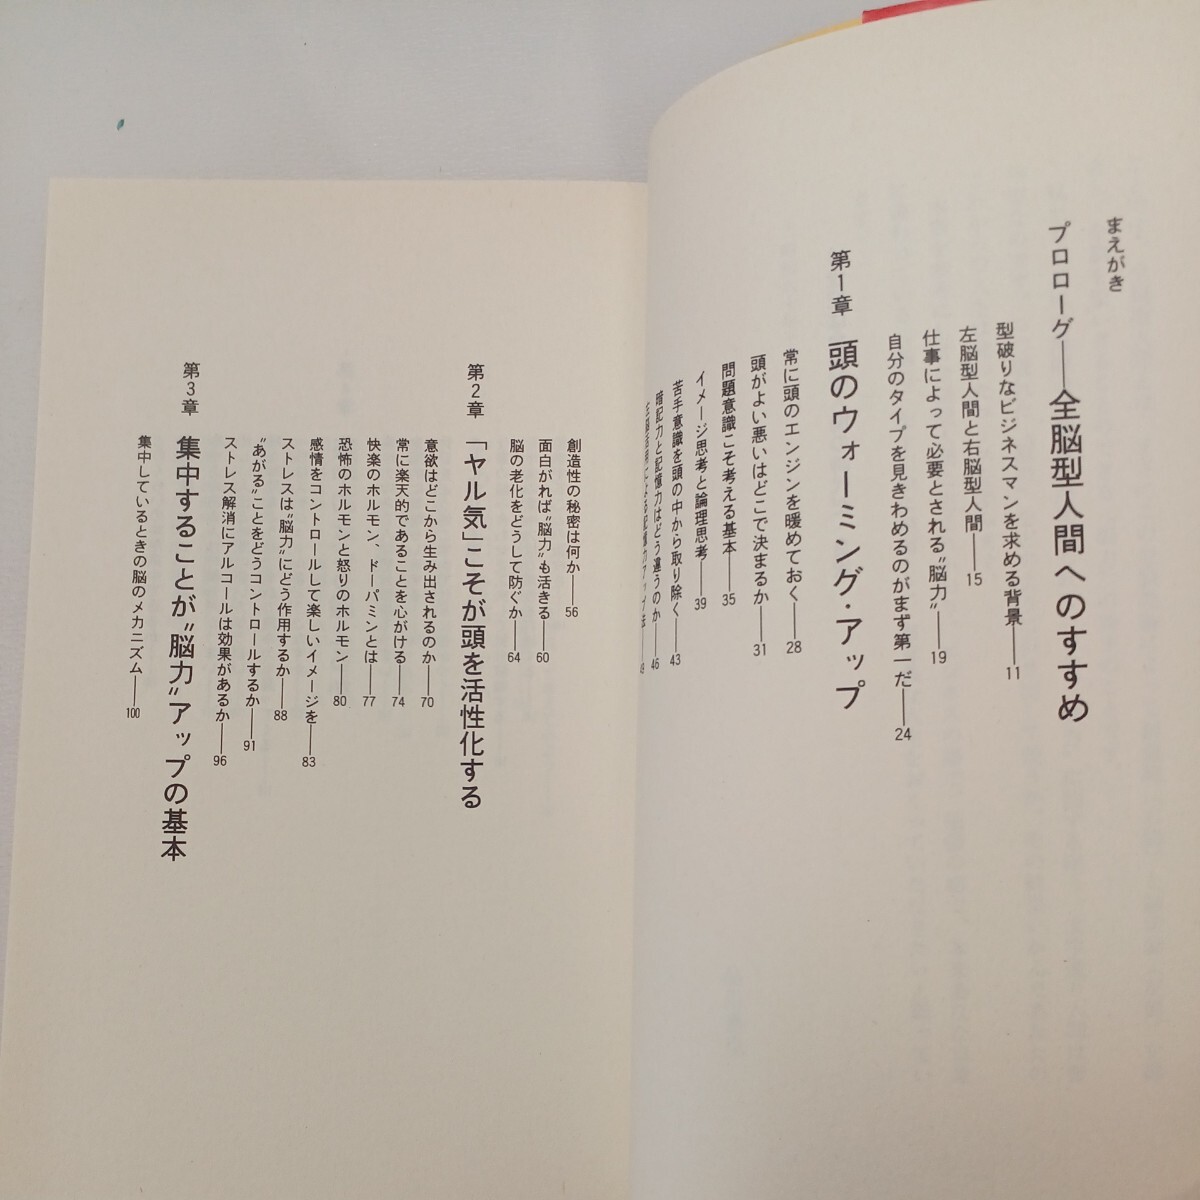 まえがき
プロローグ――全脳型人間へのすすめ
型破りなビジネスマンを求める背景――11
左脳型人間と右脳型人間――15
仕事によって必要とされる〝脳力〟――19
自分のタイプを見きわめるのがまず第一だ――24
第1章 頭のウォーミング・アップ
常に頭のエンジンを暖めておく――28
頭がよい悪いはどこで決まるか――31
問題意識こそ考える基本――35
イメージ思考と論理思考――39
苦手意識を頭の中から取り除く――43
暗記力と記憶力はどう違うのか――46
創造性の秘密は何か――56
面白がれば〝脳力〟も活きる――60
脳の老化をどうして防ぐか――64
第2章 「ヤル気」こそが頭を活性化する
意欲はどこから生み出されるのか――70
常に楽天的であることを心がける――74
快楽のホルモン、ドーパミンとは――77
恐怖のホルモンと怒りのホルモン――80
感情をコントロールして楽しいイメージを――83
ストレスは〝脳力〟にどう作用するか――88
〝あがる〟ことをどうコントロールするか――91
ストレス解消にアルコールは効果があるか――96
第3章 集中することが〝脳力〟アップの基本
集中しているときの脳のメカニズム――100